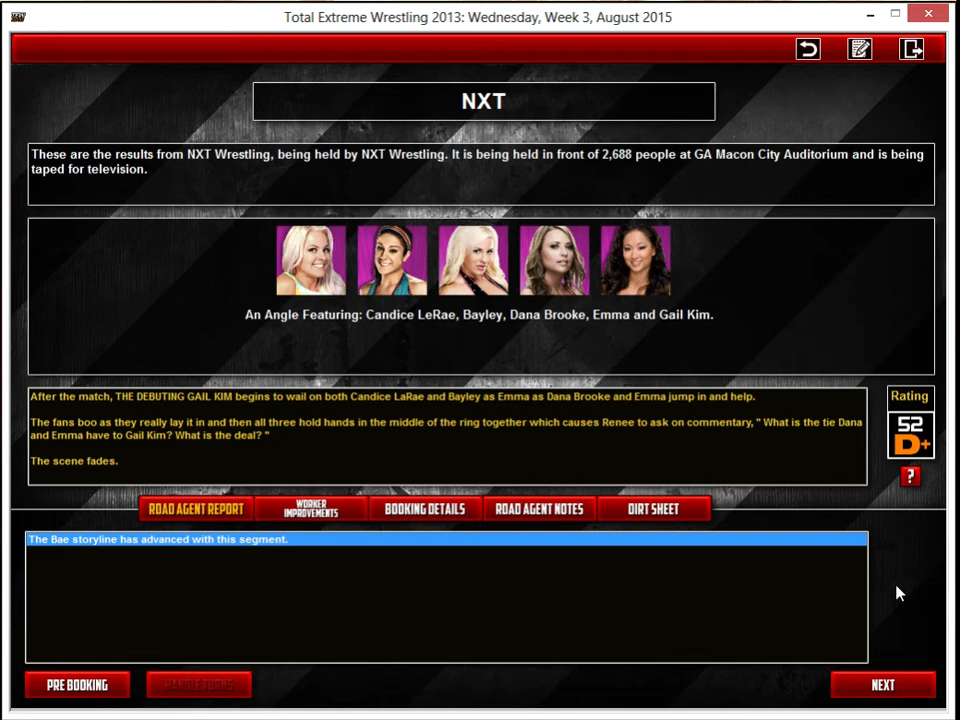 Total Extreme Wrestling 2013: Wednesday, Week 3, August 2015
NXT
These are the results from NXT Wrestling, being held by NXT Wrestling. It is being held in front of 2,688 people at GA Macon City Auditorium and is being
taped for television.
An Angle Featuring: Candice LeRae, Bayley, Dana Brooke, Emma and Gail Kim.
After the match, THE DEBUTING GAIL KIM begins to wail on both Candice LaRae and Bayley as Emma as Dana Brooke and Emma jump in and help.
The fans boo as they really lay it in and then all three hold hands in the middle of the ring together which causes Renee to ask on commentary, " What is the tie Dana
and Emma have to Gail Kim? What is the deal? "
The scene fades.
Rating
52
D+
?
ROAD AGENT REPORT
WORKER
IMPROVEMENTS
BOOKING DETAILS
ROAD AGENT NOTES
DIRT SHEET
The Bae storyline has advanced with this segment.
PRE BOOKING
HANDLE TURNS
NEXT